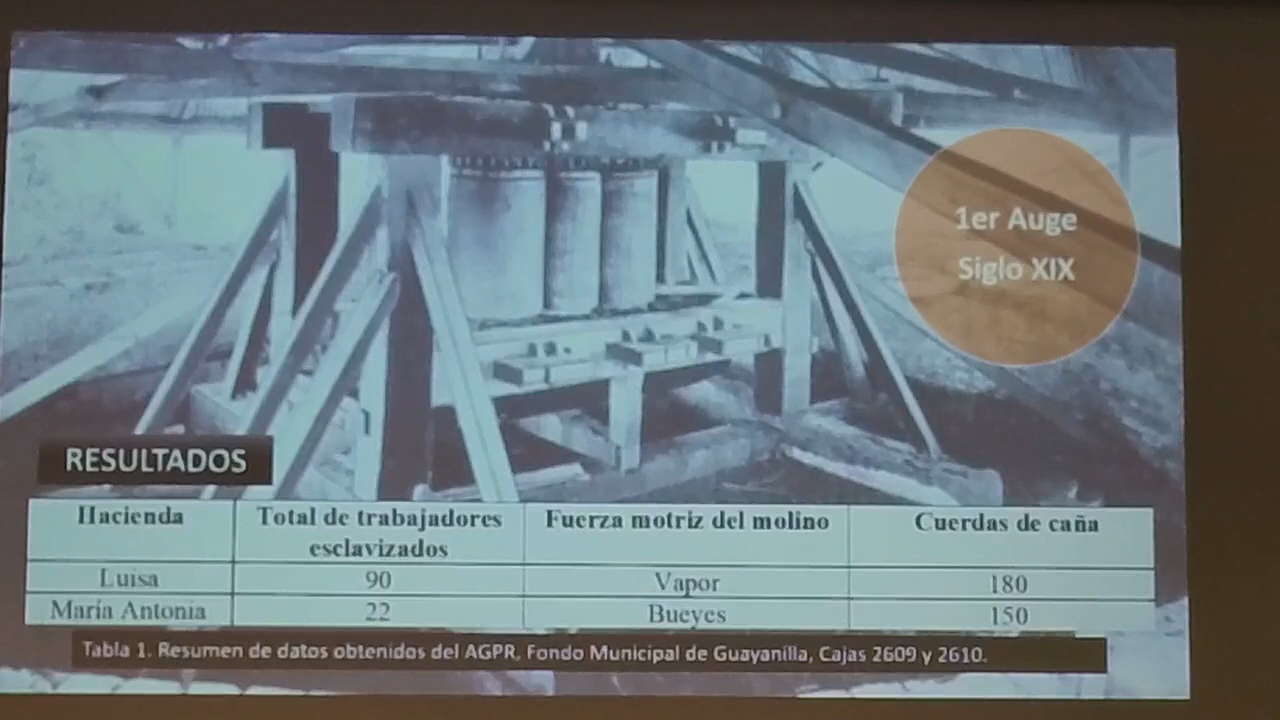 1er Auge
Siglo XIX
RESULTADOS
Hacienda Total de trabajadores esclavizados Fuerza motriz del molino Cuerdas de caña
Luisa 90 Vapor 180
María Antonia 22 Bueyes 150
Tabla 1. Resumen de datos obtenidos del AGPR, Fondo Municipal de Guayanilla, Cajas 2609 y 2610.